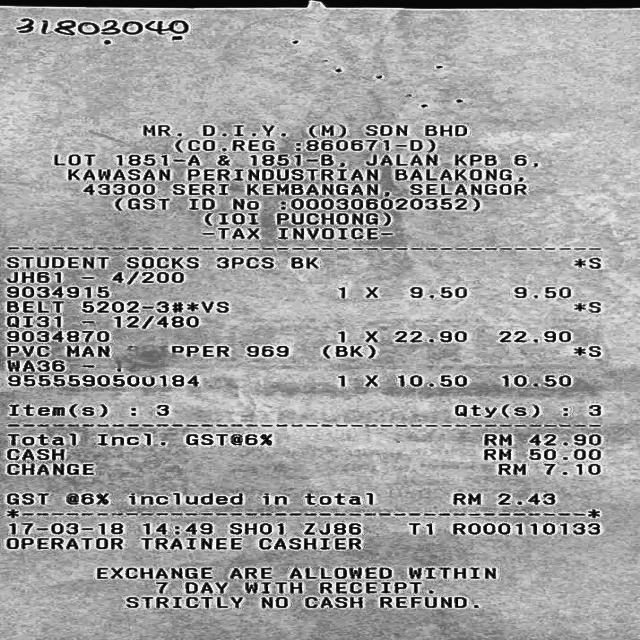 31803040
MR. D.I.Y. (M) SDN BHD
(CO.REG :860671-D)
LOT 1851-A & 1851-B, JALAN KPB 6,
KAWASAN PERINDUSTRIAN BALAKONG,
43300 SERI KEMBANGAN, SELANGOR
(GST ID No :000306020352)
(IOI PUCHONG)
-TAX INVOICE-
STUDENT SOCKS 3PCS BK *S
JH61 - 4/200
9034915 1 X 9.50 9.50
BELT 5202-3#*VS *S
QI31 - 12/480
9034870 1 X 22.90 22.90
PVC MAN 969 (BK) *S
WA36 -
9555590500184 1 X 10.50 10.50
Item(s) : 3 Qty(s) : 3
Total Incl. GST@6% RM 42.90
CASH RM 50.00
CHANGE RM 7.10
GST @6% included in total RM 2.43
17-03-18 14:49 SH01 ZJ86 T1 R000110133
OPERATOR TRAINEE CASHIER
EXCHANGE ARE ALLOWED WITHIN
7 DAY WITH RECEIPT.
STRICTLY NO CASH REFUND.